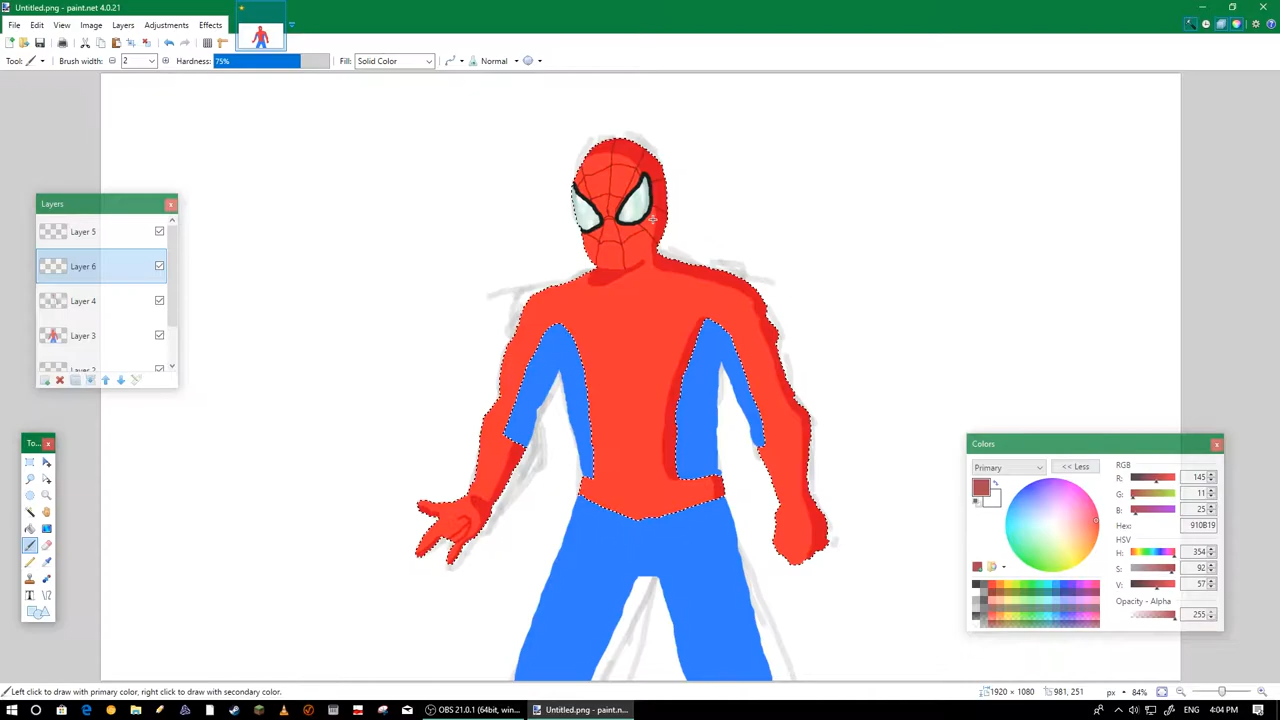 Untitled.png - paint.net 4.0.21
File Edit View Image Layers Adjustments Effects
Tool: Brush width: 2 Hardness: 75% Fill: Solid Color Normal
Layers
Layer 5
Layer 6
Layer 4
Layer 3
To...
Colors
Primary
<< Less
RGB
R: 145
G: 11
B: 25
Hex: 910B19
HSV
H: 354
S: 92
V: 57
Opacity - Alpha
255
Left click to draw with primary color, right click to draw with secondary color.
1920 × 1080
981, 251
px
84%
OBS 21.0.1 (64bit, win...
Untitled.png - paint.n...
ENG
4:04 PM